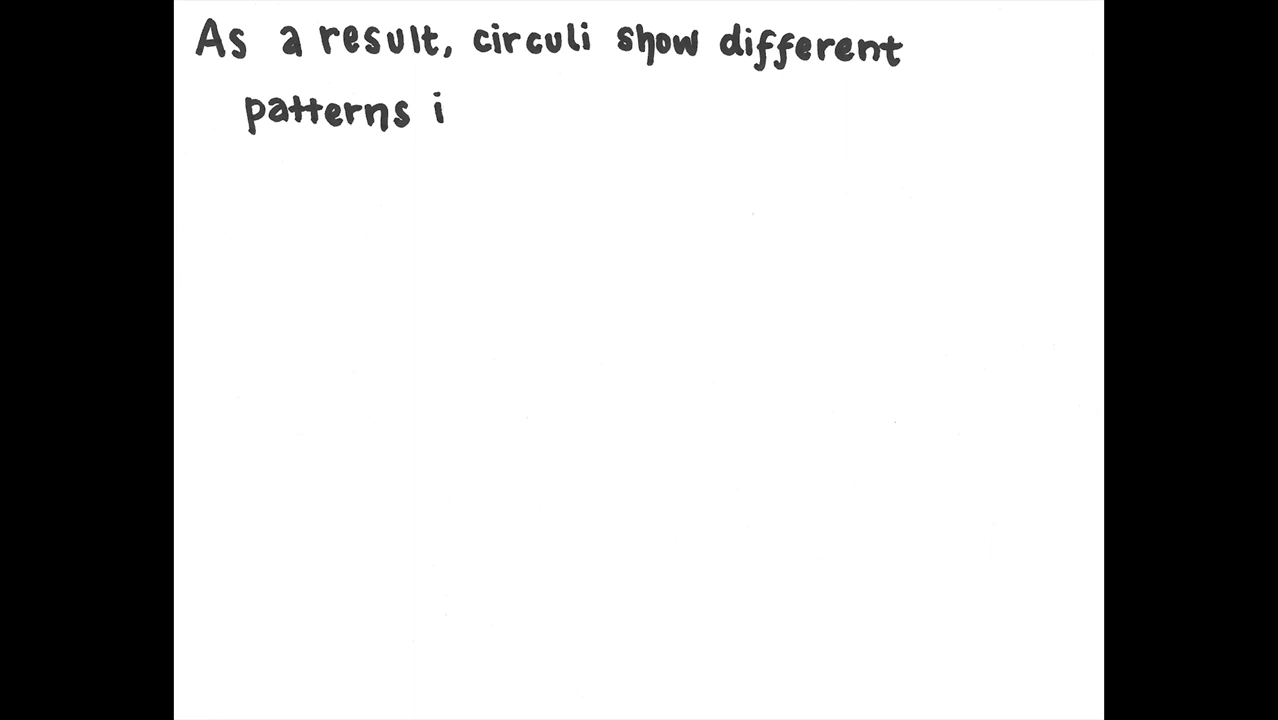 As a result, circuli show different
patterns i